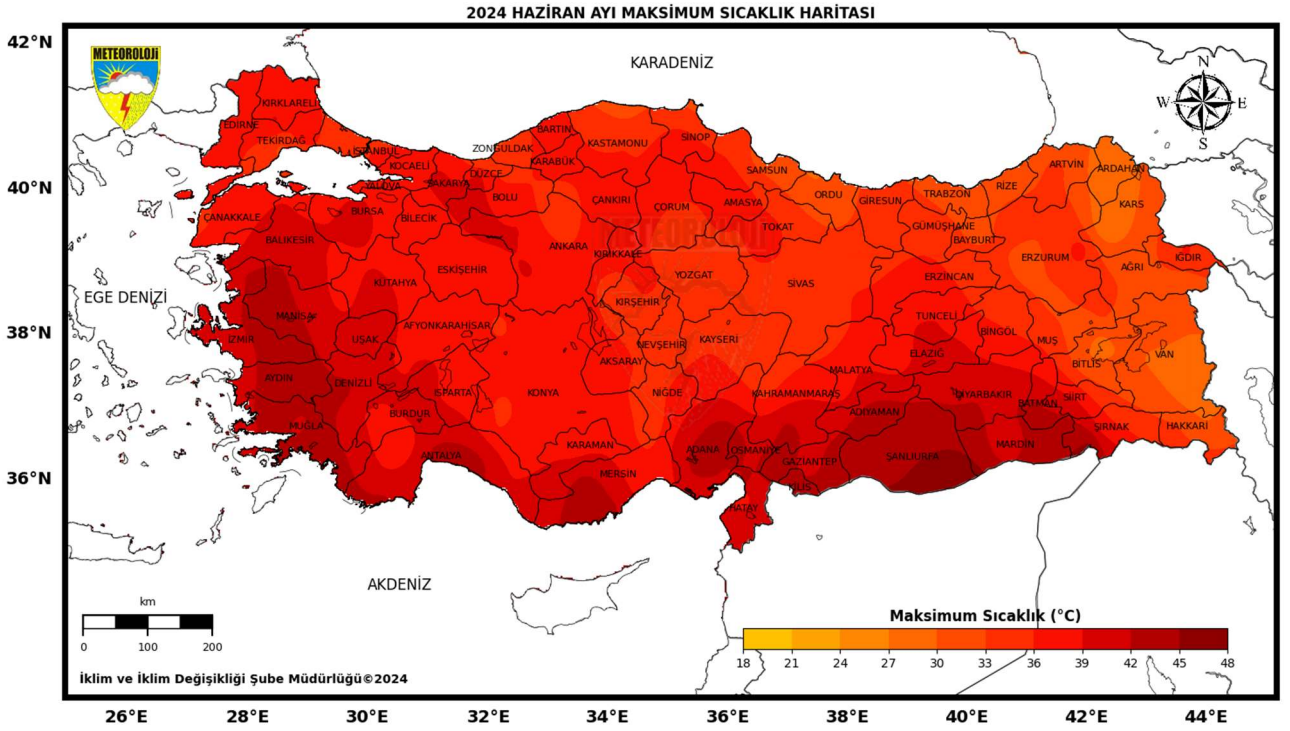 2024 HAZİRAN AYI MAKSİMUM SICAKLIK HARİTASI
42°N
40°N
38°N
36°N
METEOROLOJİ
KARADENİZ
N
W
E
S
EGE DENİZİ
AKDENİZ
KIRKLARELİ
EDİRNE
TEKİRDAĞ
İSTANBUL
KOCAELİ
YALOVA
SAKARYA
DÜZCE
ZONGULDAK
BARTIN
KARABÜK
KASTAMONU
SİNOP
SAMSUN
ORDU
GİRESUN
TRABZON
RİZE
ARTVİN
ARDAHAN
KARS
ÇANAKKALE
BURSA
BİLECİK
BOLU
ÇANKIRI
ÇORUM
AMASYA
TOKAT
GÜMÜŞHANE
BAYBURT
METEOROLOJİ
BALIKESİR
ANKARA
KIRIKKALE
ERZURUM
AĞRI
IĞDIR
KÜTAHYA
ESKİŞEHİR
YOZGAT
SİVAS
ERZİNCAN
MANİSA
KIRŞEHİR
TUNCELİ
İZMİR
UŞAK
AFYONKARAHİSAR
NEVŞEHİR
KAYSERİ
BİNGÖL
MUŞ
ELAZIĞ
VAN
BİTLİS
AKSARAY
MALATYA
AYDIN
DENİZLİ
ISPARTA
KONYA
NİĞDE
KAHRAMANMARAŞ
DİYARBAKIR
SİİRT
BATMAN
BURDUR
ADIYAMAN
MUĞLA
ŞIRNAK
HAKKARİ
ANTALYA
KARAMAN
ADANA
OSMANİYE
GAZİANTEP
ŞANLIURFA
MARDİN
MERSİN
KİLİS
HATAY
km
0 100 200
İklim ve İklim Değişikliği Şube Müdürlüğü©2024
Maksimum Sıcaklık (°C)
18 21 24 27 30 33 36 39 42 45 48
26°E 28°E 30°E 32°E 34°E 36°E 38°E 40°E 42°E 44°E